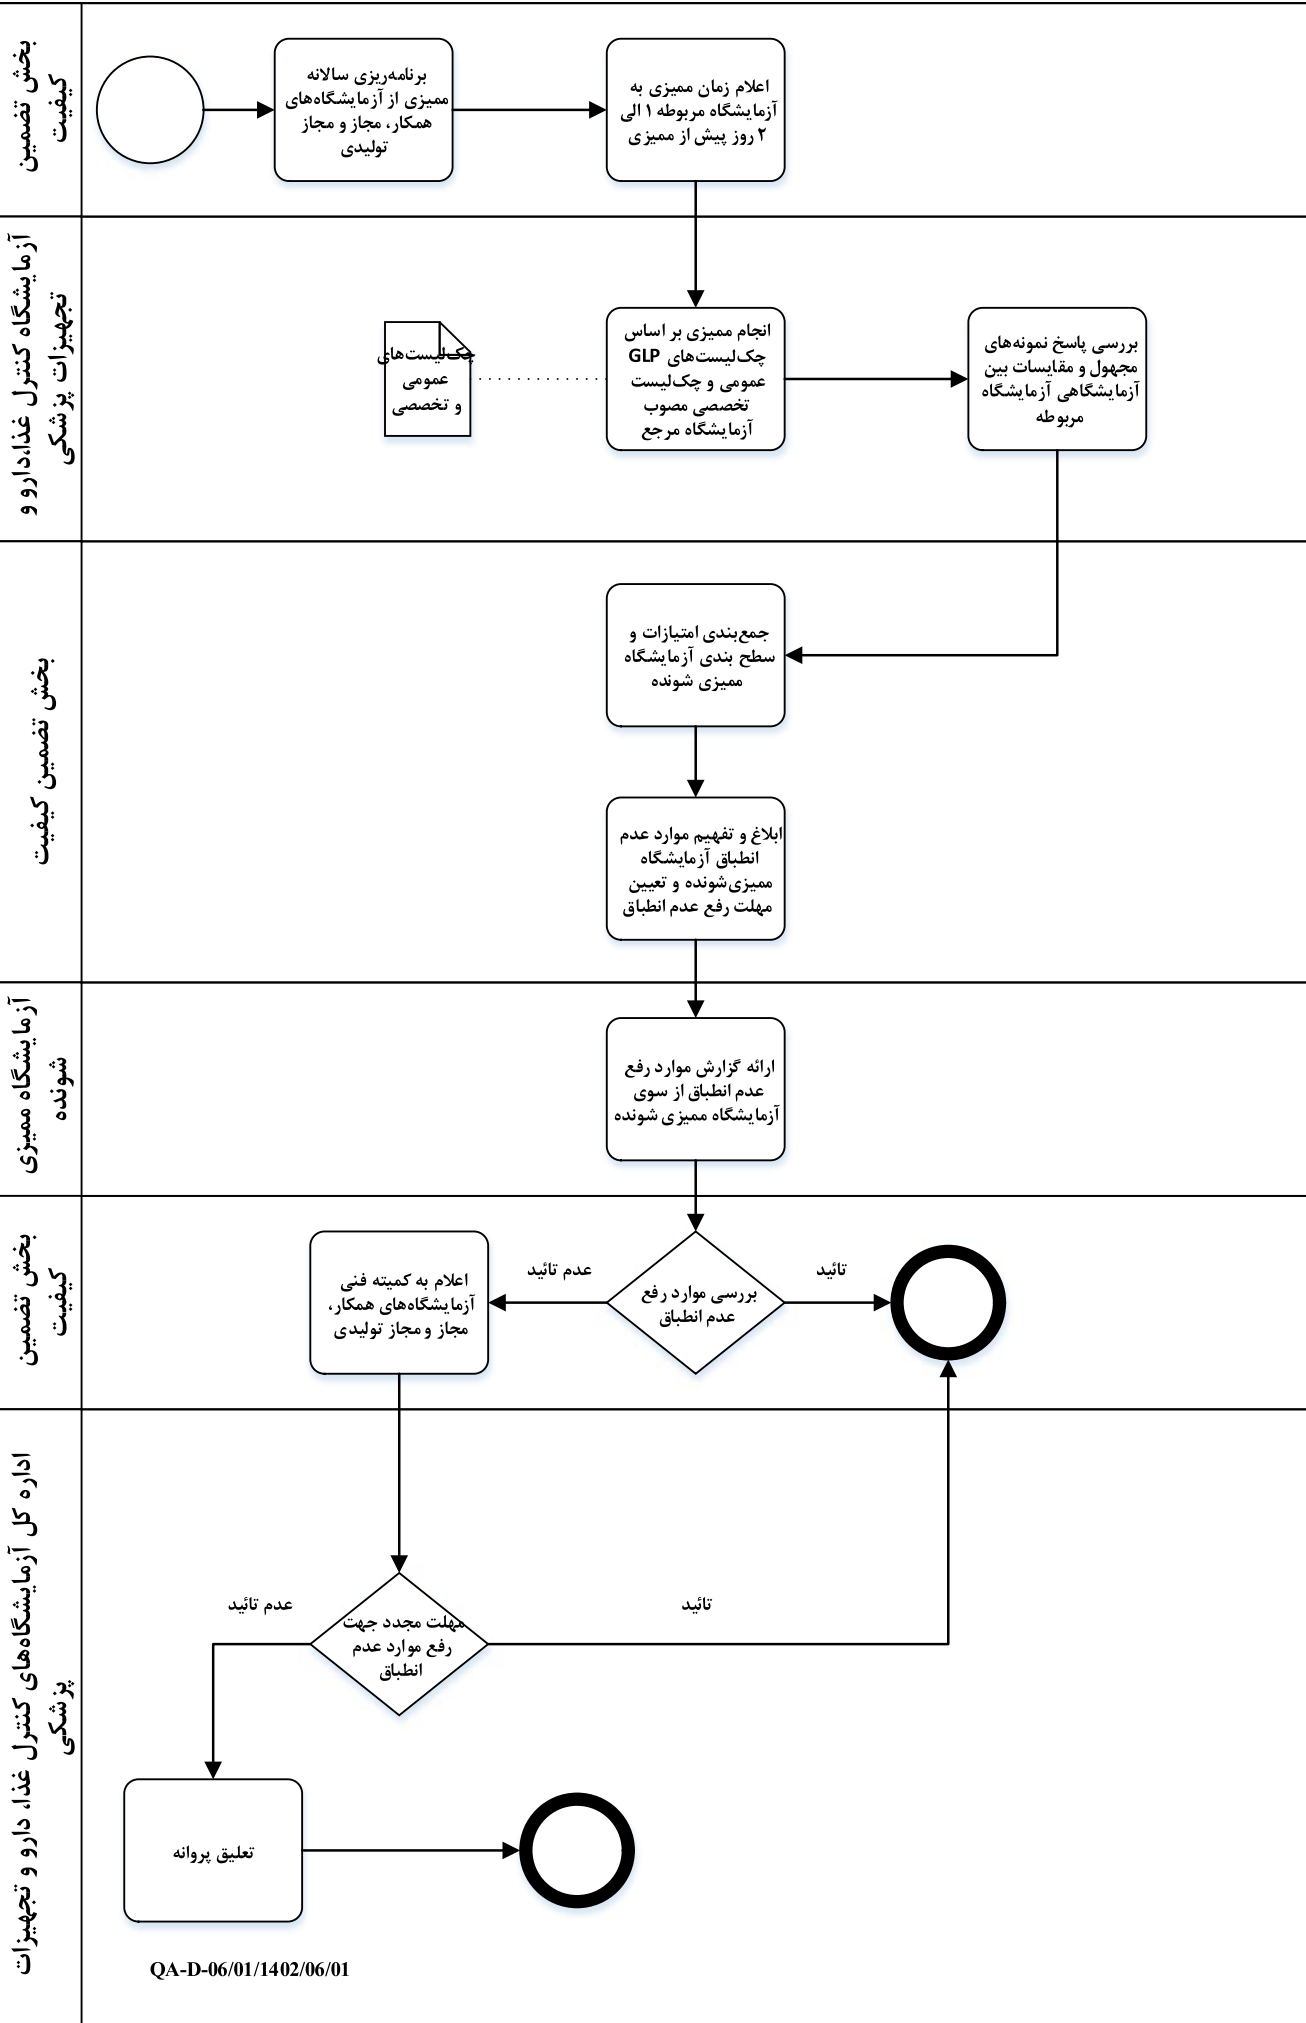 بخش تضمین
کیفیت
برنامه‌ریزی سالانه
ممیزی از آزمایشگاه‌های
همکار، مجاز و مجاز
تولیدی
اعلام زمان ممیزی به
آزمایشگاه مربوطه ۱ الی
۲ روز پیش از ممیزی
آزمایشگاه کنترل غذا،دارو و
تجهیزات پزشکی
چک‌لیست‌های
عمومی
و تخصصی
انجام ممیزی بر اساس
چک‌لیست‌های GLP
عمومی و چک‌لیست
تخصصی مصوب
آزمایشگاه مرجع
بررسی پاسخ نمونه‌های
مجهول و مقایسات بین
آزمایشگاهی آزمایشگاه
مربوطه
بخش تضمین کیفیت
جمع‌بندی امتیازات و
سطح بندی آزمایشگاه
ممیزی شونده
ابلاغ و تفهیم موارد عدم
انطباق آزمایشگاه
ممیزی‌شونده و تعیین
مهلت رفع عدم انطباق
آزمایشگاه ممیزی
شونده
ارائه گزارش موارد رفع
عدم انطباق از سوی
آزمایشگاه ممیزی شونده
بخش تضمین
کیفیت
بررسی موارد رفع
عدم انطباق
تائید
عدم تائید
اعلام به کمیته فنی
آزمایشگاه‌های همکار،
مجاز و مجاز تولیدی
اداره کل آزمایشگاه‌های کنترل غذا، دارو و تجهیزات
پزشکی
مهلت مجدد جهت
رفع موارد عدم
انطباق
تائید
عدم تائید
تعلیق پروانه
QA-D-06/01/1402/06/01